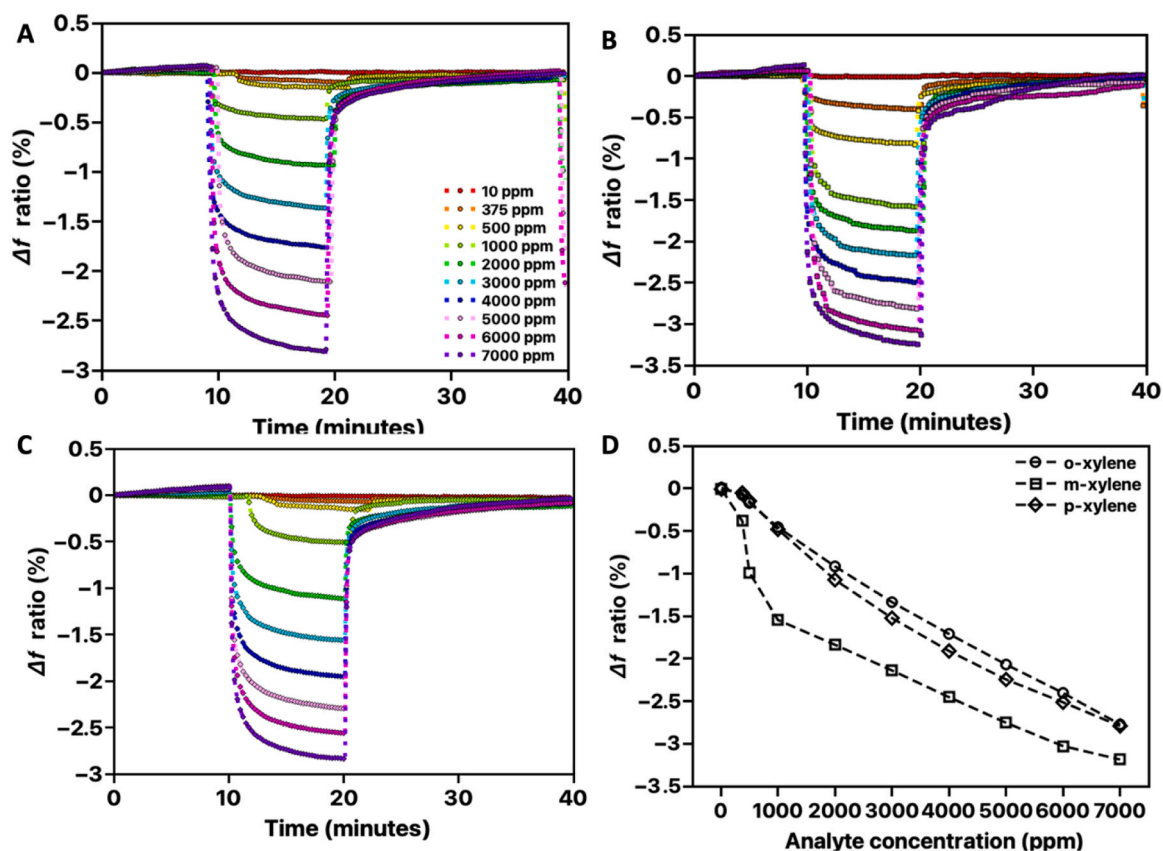 A
0.5
0
−0.5
−1
−1.5
−2
−2.5
−3
Δf ratio (%)
0 10 20 30 40
Time (minutes)
10 ppm
375 ppm
500 ppm
1000 ppm
2000 ppm
3000 ppm
4000 ppm
5000 ppm
6000 ppm
7000 ppm
B
0.5
0
−0.5
−1
−1.5
−2
−2.5
−3
−3.5
Δf ratio (%)
0 10 20 30 40
Time (minutes)
C
0.5
0
−0.5
−1
−1.5
−2
−2.5
−3
Δf ratio (%)
0 10 20 30 40
Time (minutes)
D
0.5
0
−0.5
−1
−1.5
−2
−2.5
−3
−3.5
Δf ratio (%)
o-xylene
m-xylene
p-xylene
0 1000 2000 3000 4000 5000 6000 7000
Analyte concentration (ppm)